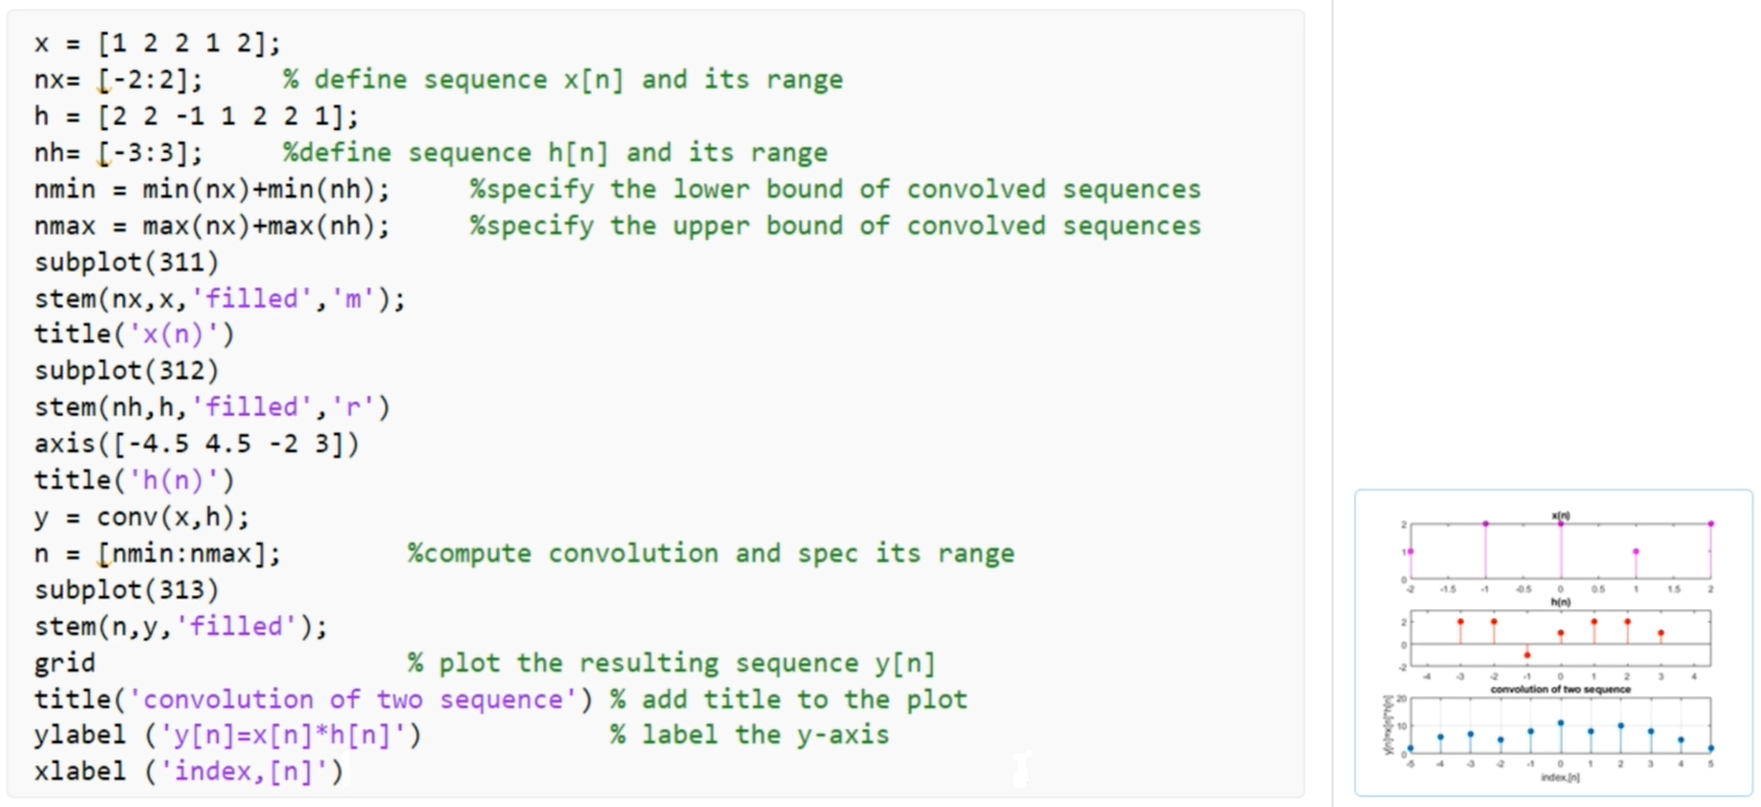 x = [1 2 2 1 2];
nx= [-2:2]; % define sequence x[n] and its range
h = [2 2 -1 1 2 2 1];
nh= [-3:3]; %define sequence h[n] and its range
nmin = min(nx)+min(nh); %specify the lower bound of convolved sequences
nmax = max(nx)+max(nh); %specify the upper bound of convolved sequences
subplot(311)
stem(nx,x,'filled','m');
title('x(n)')
subplot(312)
stem(nh,h,'filled','r')
axis([-4.5 4.5 -2 3])
title('h(n)')
y = conv(x,h);
n = [nmin:nmax]; %compute convolution and spec its range
subplot(313)
stem(n,y,'filled');
grid % plot the resulting sequence y[n]
title('convolution of two sequence') % add title to the plot
ylabel ('y[n]=x[n]*h[n]') % label the y-axis
xlabel ('index,[n]')
x(n)
2
1
0
-2 -1.5 -1 -0.5 0 0.5 1 1.5 2
h(n)
2
0
-2
-4 -3 -2 -1 0 1 2 3 4
convolution of two sequence
y[n]=x[n]*h[n]
20
10
0
-5 -4 -3 -2 -1 0 1 2 3 4 5
index,[n]